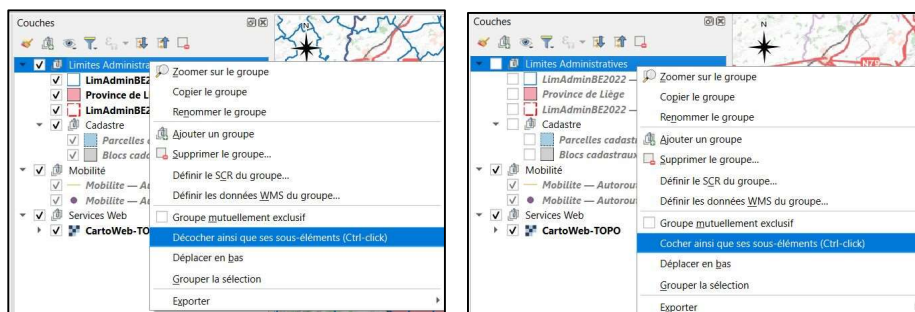 Couches
Limites Administra
LimAdminBE2
Province de L
LimAdminBE2
Cadastre
Parcelles c
Blocs cada
Mobilité
Mobilite — Au
Mobilite — A
Services Web
CartoWeb-TO
Zoomer sur le groupe
Copier le groupe
Renommer le groupe
Ajouter un groupe
Supprimer le groupe...
Définir le SCR du groupe...
Définir les données WMS du groupe...
Groupe mutuellement exclusif
Décocher ainsi que ses sous-éléments (Ctrl-click)
Déplacer en bas
Grouper la sélection
Exporter
N
Couches
Limites Administratives
LimAdminBE2022 —
Province de Liège
LimAdminBE2022 —
Cadastre
Parcelles cadast
Blocs cadastraux
Mobilité
Mobilite — Autorou
Mobilite — Autorou
Services Web
CartoWeb-TOPO
Zoomer sur le groupe
Copier le groupe
Renommer le groupe
Ajouter un groupe
Supprimer le groupe...
Définir le SCR du groupe...
Définir les données WMS du groupe...
Groupe mutuellement exclusif
Cocher ainsi que ses sous-éléments (Ctrl-click)
Déplacer en bas
Grouper la sélection
Exporter
N
N79